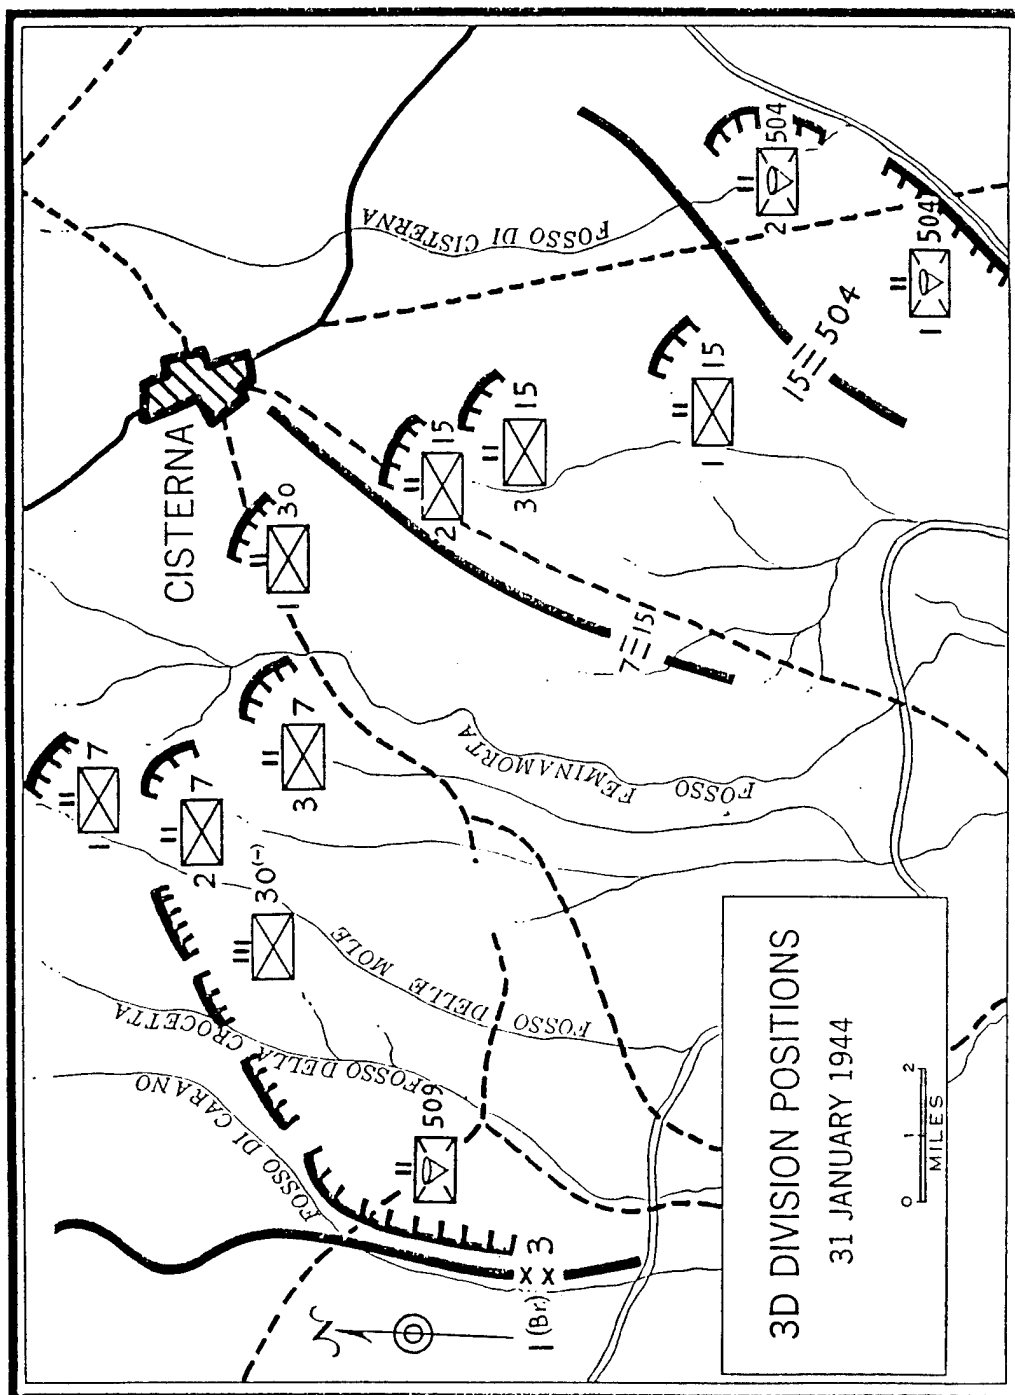 CISTERNA
FOSSO DI CISTERNA
1 7
2 7
3 7
1 30
30(-)
2 15
3 15
1 15
2 504
1 504
509
7 15
15 504
FOSSO DI CARANO
FOSSO DELLA CROCETTA
FOSSO DELLE MOLE
FOSSO FEMINAMORTA
1 (Br.) XX 3
N
3D DIVISION POSITIONS
31 JANUARY 1944
0 1 2
MILES